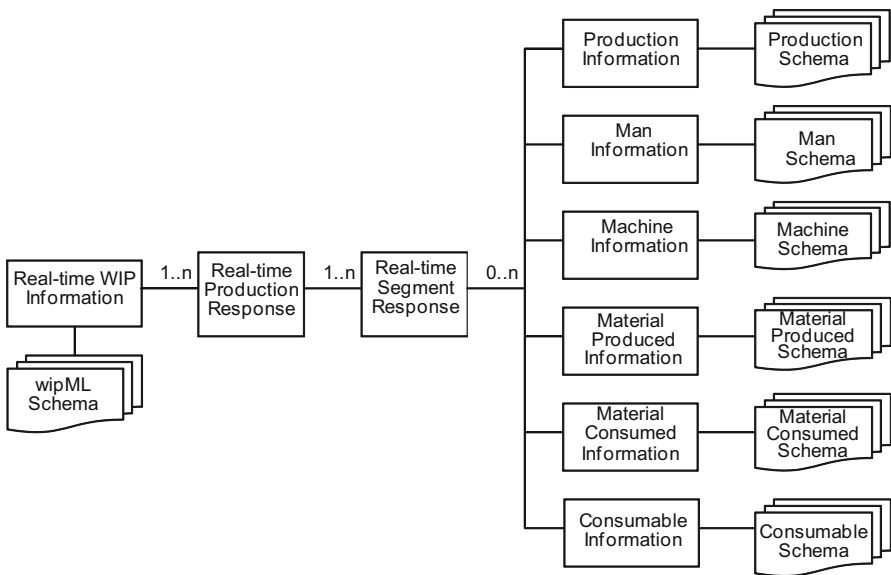 Production
Information
Production
Schema
Man
Information
Man
Schema
Machine
Information
Machine
Schema
Real-time WIP
Information
1..n
Real-time
Production
Response
1..n
Real-time
Segment
Response
0..n
Material
Produced
Information
Material
Produced
Schema
wipML
Schema
Material
Consumed
Information
Material
Consumed
Schema
Consumable
Information
Consumable
Schema